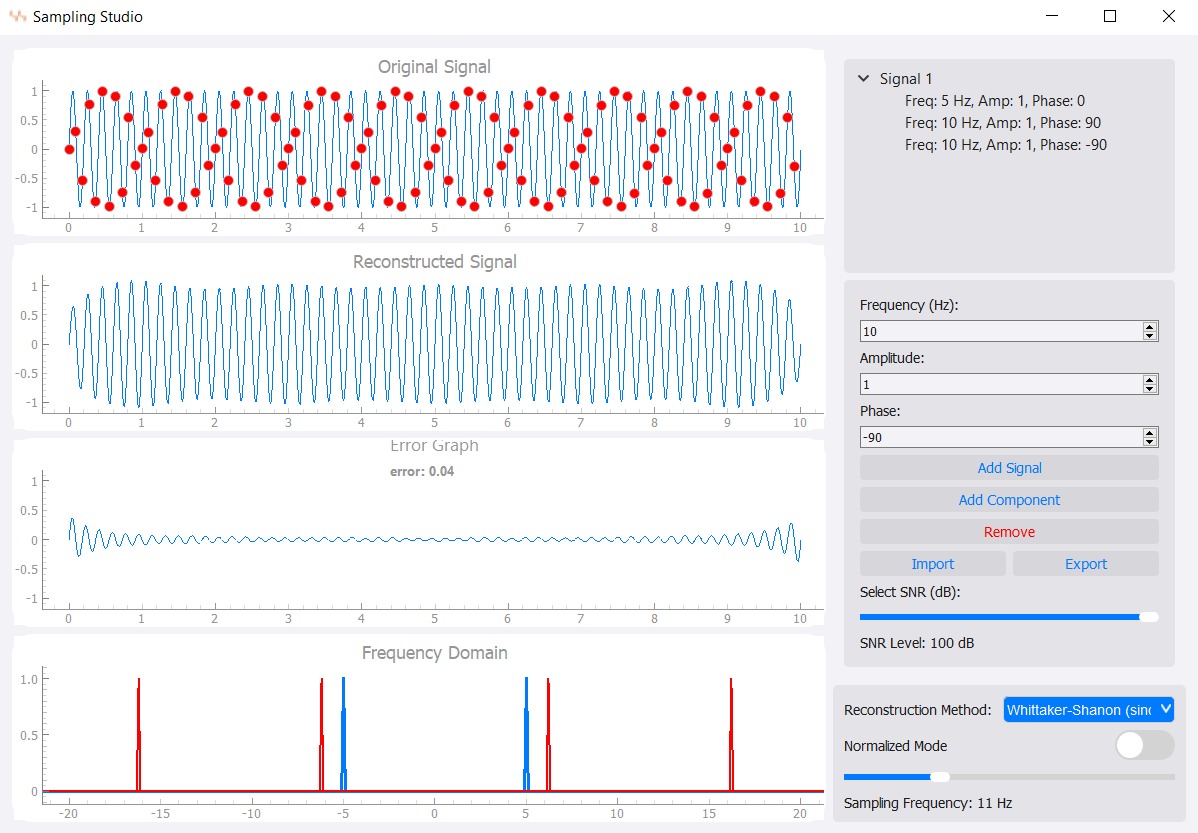 Sampling Studio
Original Signal
1
0.5
0
-0.5
-1
0 1 2 3 4 5 6 7 8 9 10
Reconstructed Signal
1
0.5
0
-0.5
-1
0 1 2 3 4 5 6 7 8 9 10
Error Graph
error: 0.04
1
0.5
0
-0.5
-1
0 1 2 3 4 5 6 7 8 9 10
Frequency Domain
1.0
0.5
0
-20 -15 -10 -5 0 5 10 15 20
Signal 1
Freq: 5 Hz, Amp: 1, Phase: 0
Freq: 10 Hz, Amp: 1, Phase: 90
Freq: 10 Hz, Amp: 1, Phase: -90
Frequency (Hz):
10
Amplitude:
1
Phase:
-90
Add Signal
Add Component
Remove
Import Export
Select SNR (dB):
SNR Level: 100 dB
Reconstruction Method: Whittaker-Shanon (sinc
Normalized Mode
Sampling Frequency: 11 Hz